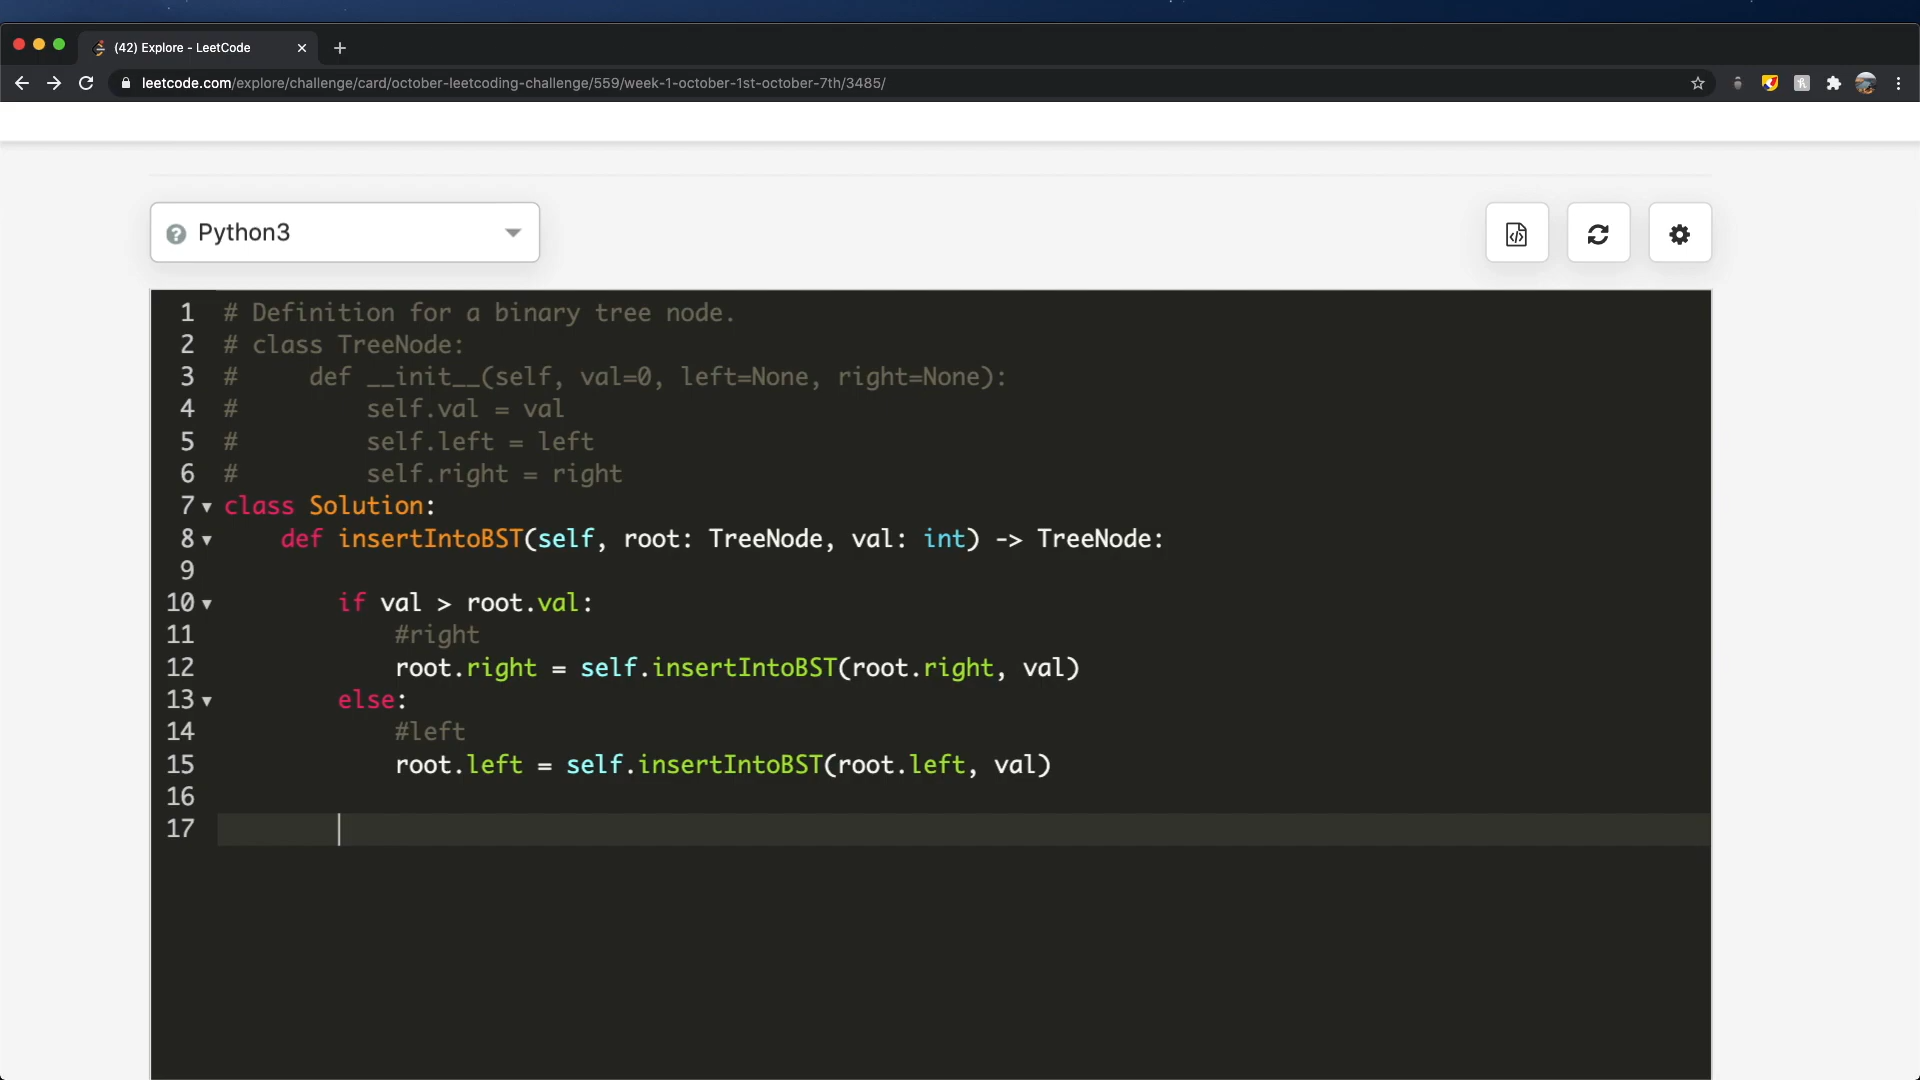 (42) Explore - LeetCode
leetcode.com/explore/challenge/card/october-leetcoding-challenge/559/week-1-october-1st-october-7th/3485/
Python3
1 # Definition for a binary tree node.
2 # class TreeNode:
3 #     def __init__(self, val=0, left=None, right=None):
4 #         self.val = val
5 #         self.left = left
6 #         self.right = right
7 class Solution:
8     def insertIntoBST(self, root: TreeNode, val: int) -> TreeNode:
9
10         if val > root.val:
11             #right
12             root.right = self.insertIntoBST(root.right, val)
13         else:
14             #left
15             root.left = self.insertIntoBST(root.left, val)
16
17